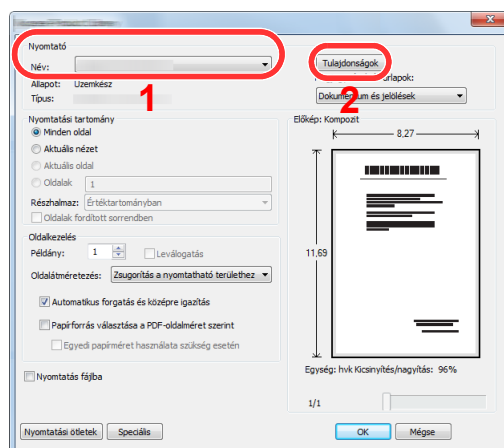 Nyomtató
Név:
Tulajdonságok
Állapot: Üzemkész
Típus:
1
2
Dokumentum és jelölések
Nyomtatási tartomány
Minden oldal
Aktuális nézet
Aktuális oldal
Oldalak 1
Részhalmaz: Értéktartományban
Oldalak fordított sorrendben
Oldalkezelés
Példány: 1 Leválogatás
Oldalátméretezés: Zsugorítás a nyomtatható területhez
Automatikus forgatás és középre igazítás
Papírforrás választása a PDF-oldalméret szerint
Egyedi papírméret használata szükség esetén
Nyomtatás fájlba
Előkép: Kompozit
8,27
11,69
Egység: hvk Kicsinyítés/nagyítás: 96%
1/1
Nyomtatási ötletek Speciális OK Mégse